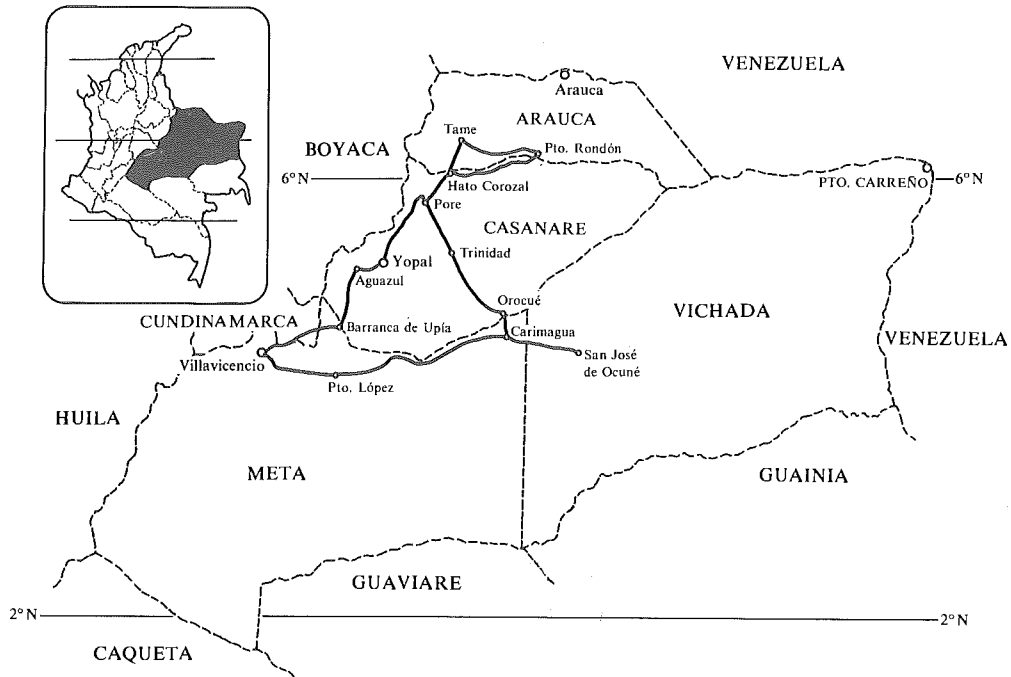 VENEZUELA
Arauca
ARAUCA
Tame
Pto. Rondón
BOYACA
6° N
Hato Corozal
PTO. CARREÑO
6° N
Pore
CASANARE
Trinidad
Yopal
Aguazul
Orocué
VICHADA
CUNDINAMARCA
Barranca de Upía
Carimagua
VENEZUELA
Villavicencio
San José
de Ocuné
Pto. López
HUILA
META
GUAINIA
GUAVIARE
2° N
2° N
CAQUETA